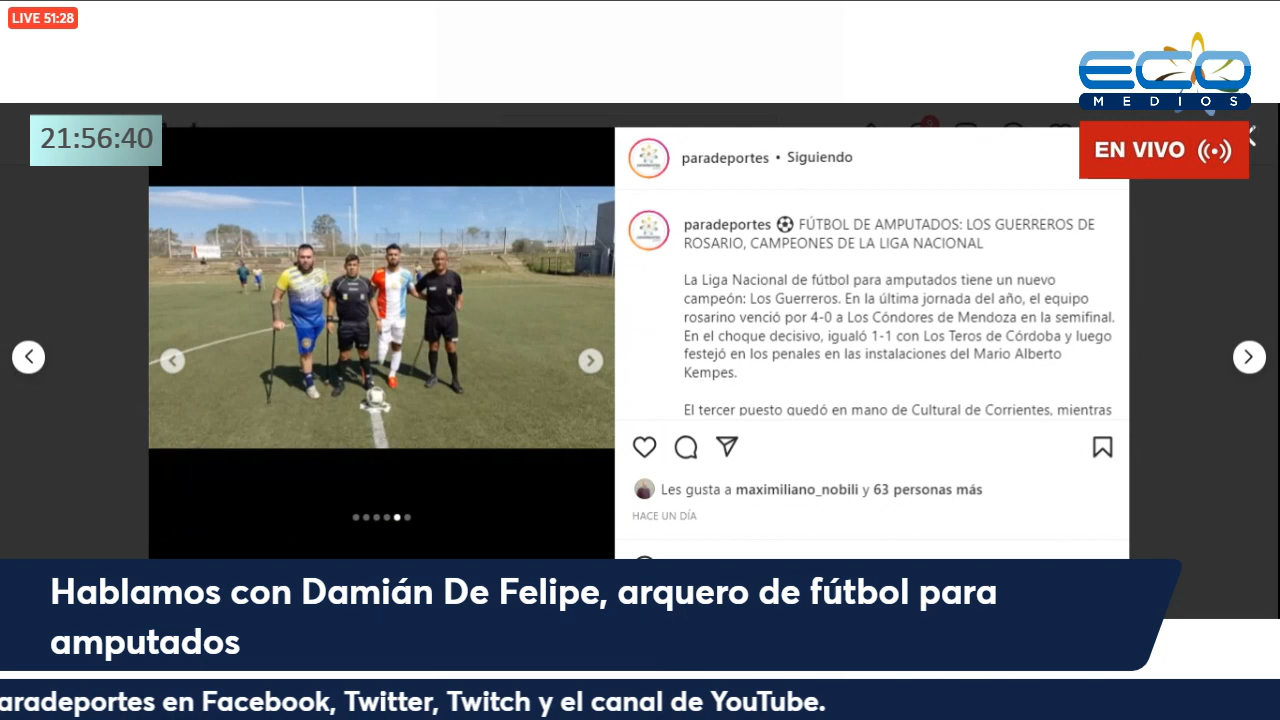 LIVE 51:28
ECO
MEDIOS
21:56:40
EN VIVO
paradeportes • Siguiendo
paradeportes ⚽ FÚTBOL DE AMPUTADOS: LOS GUERREROS DE
ROSARIO, CAMPEONES DE LA LIGA NACIONAL
La Liga Nacional de fútbol para amputados tiene un nuevo
campeón: Los Guerreros. En la última jornada del año, el equipo
rosarino venció por 4-0 a Los Cóndores de Mendoza en la semifinal.
En el choque decisivo, igualó 1-1 con Los Teros de Córdoba y luego
festejó en los penales en las instalaciones del Mario Alberto
Kempes.
El tercer puesto quedó en mano de Cultural de Corrientes, mientras
Les gusta a maximiliano_nobili y 63 personas más
HACE UN DÍA
Hablamos con Damián De Felipe, arquero de fútbol para
amputados
aradeportes en Facebook, Twitter, Twitch y el canal de YouTube.